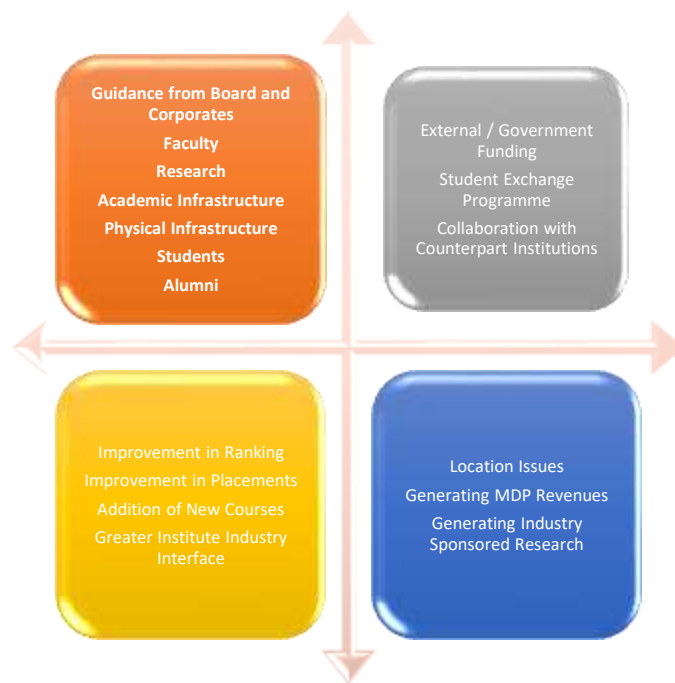 Guidance from Board and
Corporates
Faculty
Research
Academic Infrastructure
Physical Infrastructure
Students
Alumni
External / Government
Funding
Student Exchange
Programme
Collaboration with
Counterpart Institutions
Improvement in Ranking
Improvement in Placements
Addition of New Courses
Greater Institute Industry
Interface
Location Issues
Generating MDP Revenues
Generating Industry
Sponsored Research